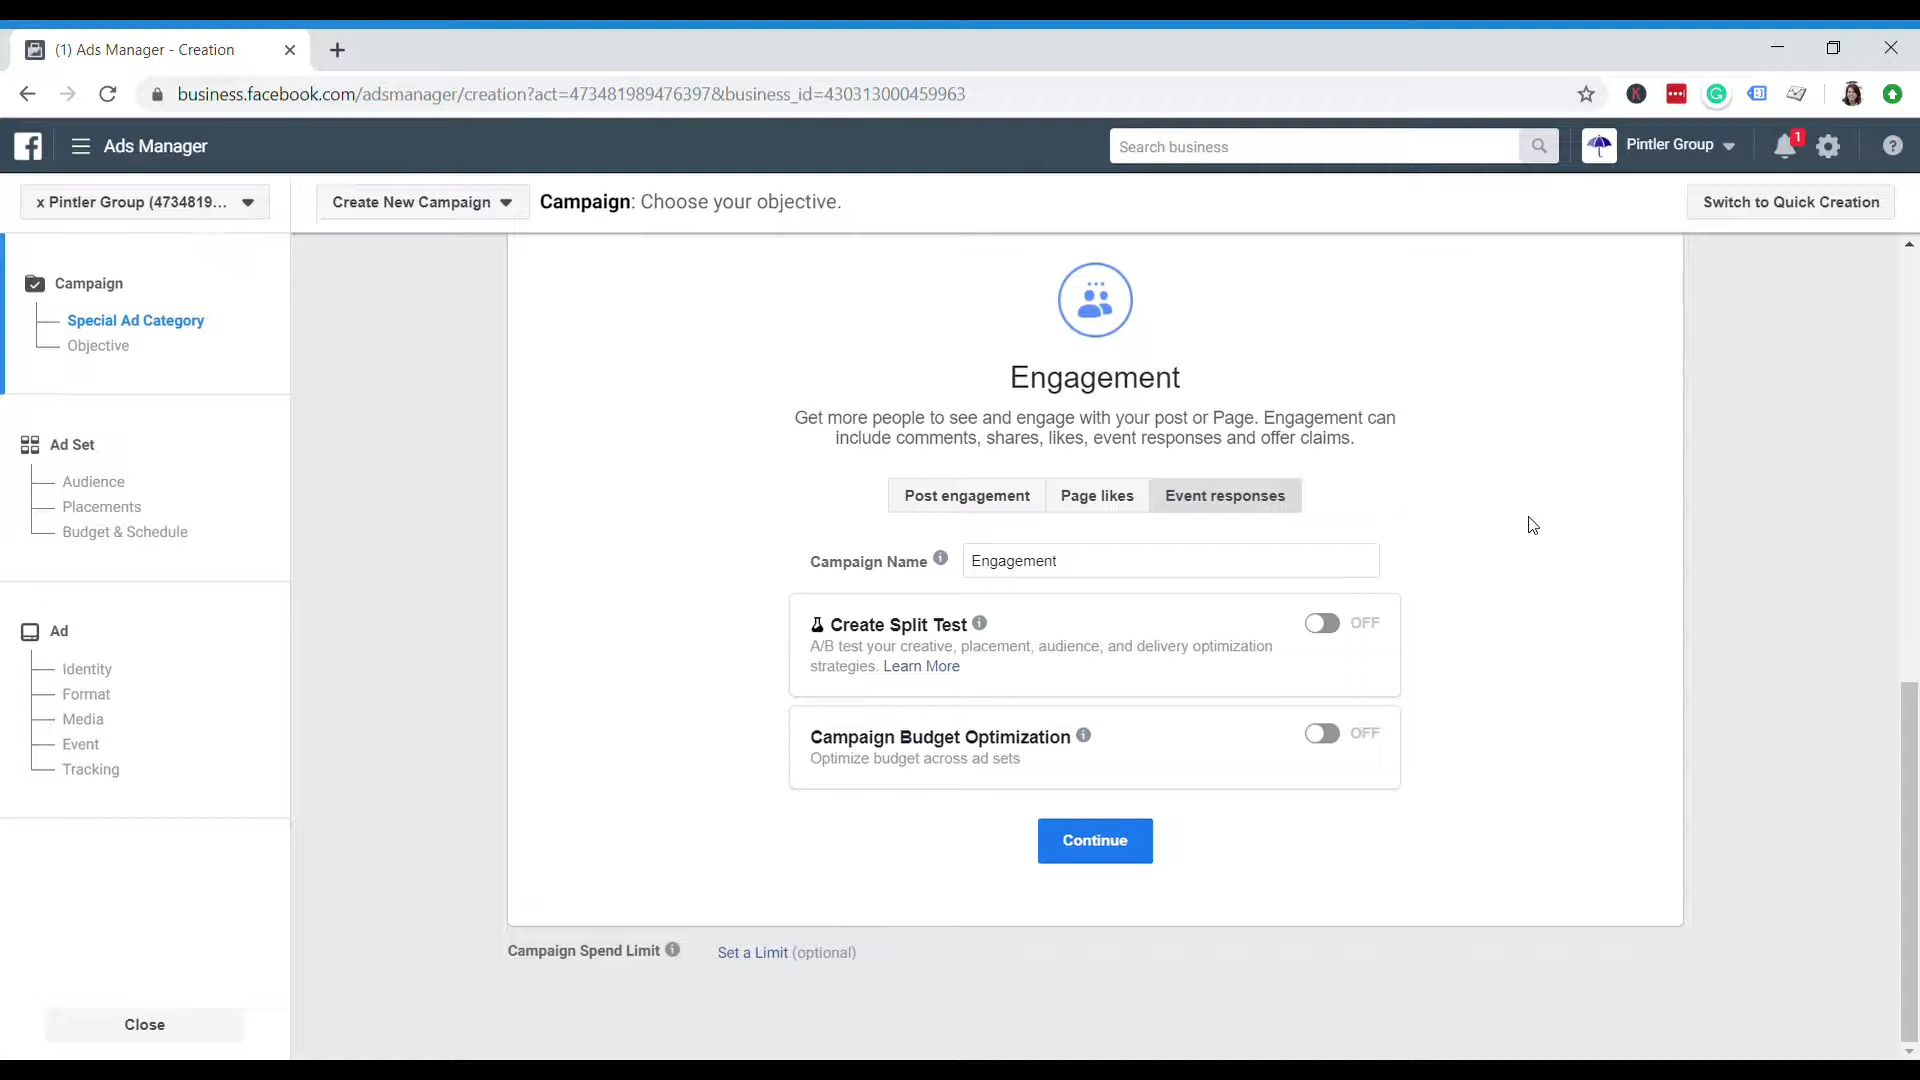 (1) Ads Manager - Creation
business.facebook.com/adsmanager/creation?act=473481989476397&business_id=430313000459963
Ads Manager
Search business
Pintler Group
1
x Pintler Group (4734819...
Create New Campaign
Campaign: Choose your objective.
Switch to Quick Creation
Campaign
Special Ad Category
Objective
Ad Set
Audience
Placements
Budget & Schedule
Ad
Identity
Format
Media
Event
Tracking
Close
Engagement
Get more people to see and engage with your post or Page. Engagement can
include comments, shares, likes, event responses and offer claims.
Post engagement
Page likes
Event responses
Campaign Name
Engagement
Create Split Test
OFF
A/B test your creative, placement, audience, and delivery optimization
strategies. Learn More
Campaign Budget Optimization
OFF
Optimize budget across ad sets
Continue
Campaign Spend Limit
Set a Limit (optional)